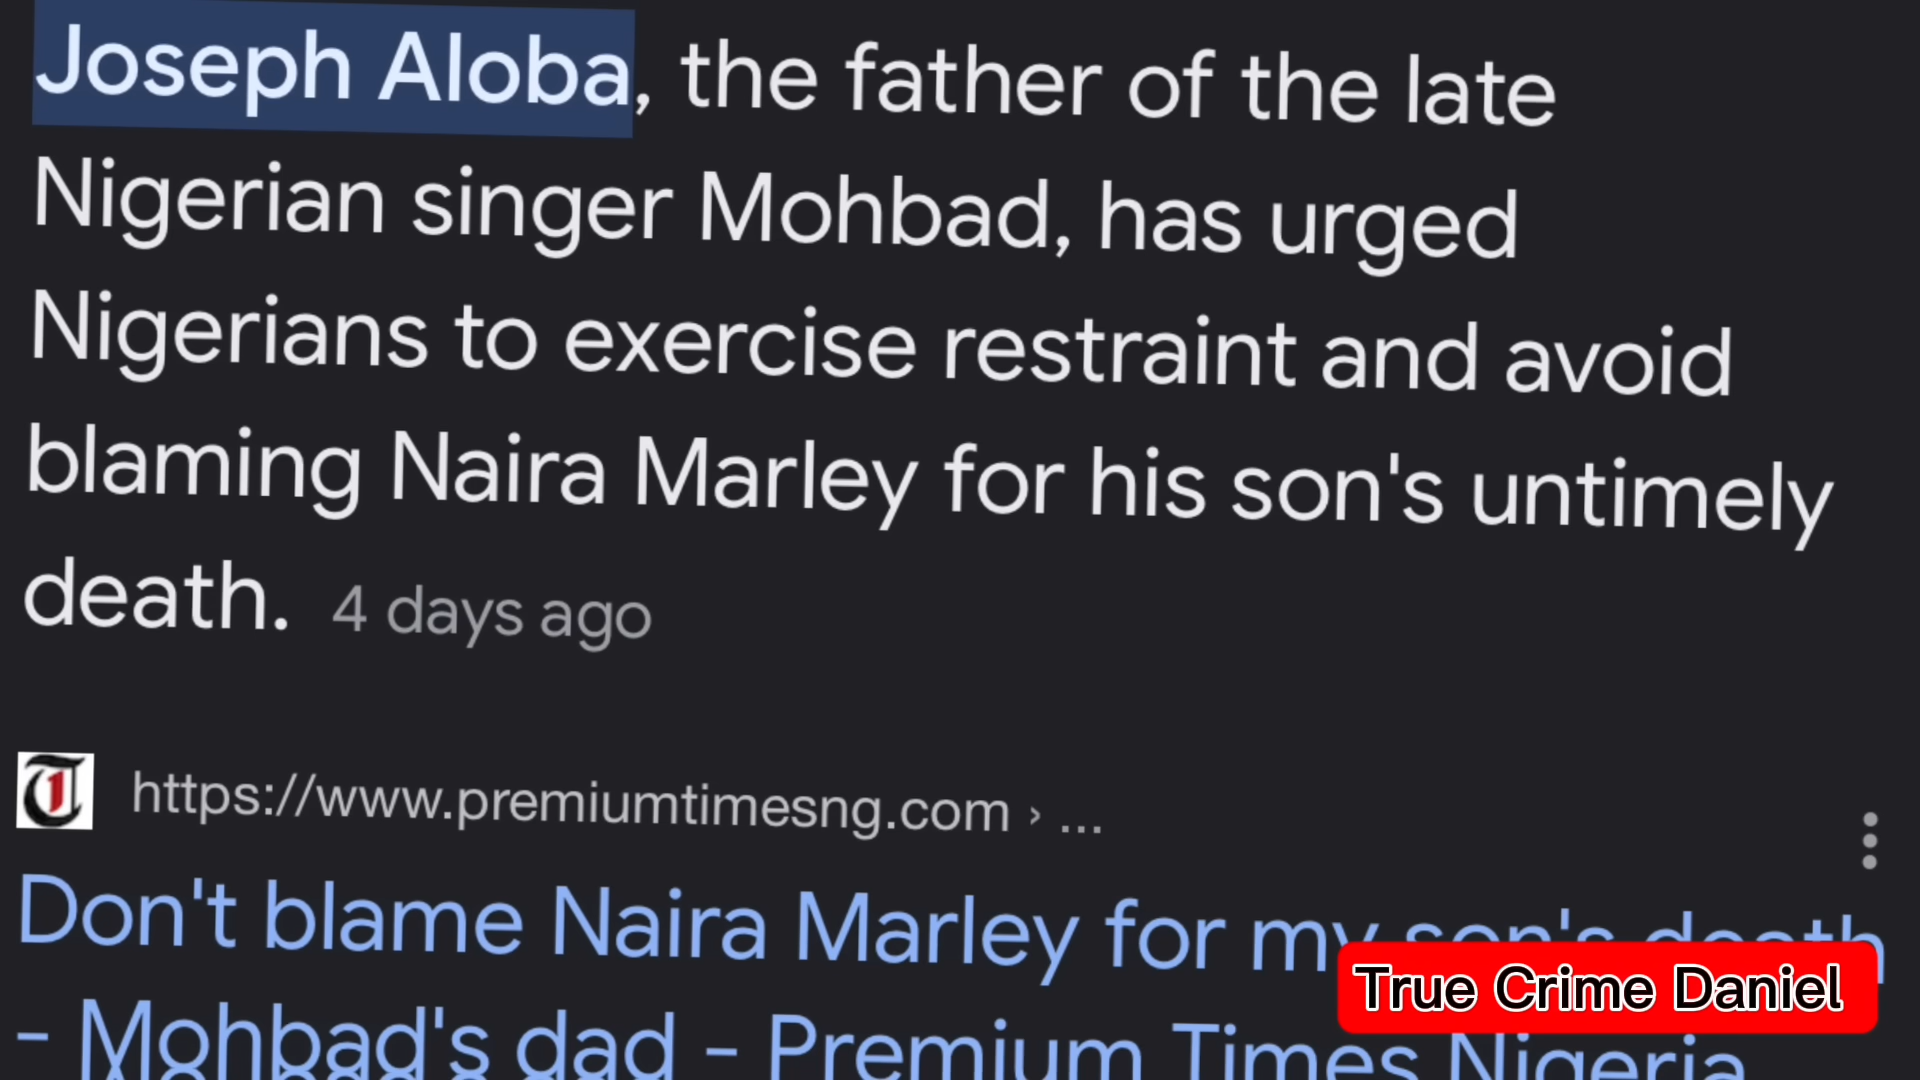 Joseph Aloba, the father of the late
Nigerian singer Mohbad, has urged
Nigerians to exercise restraint and avoid
blaming Naira Marley for his son's untimely
death. 4 days ago
https://www.premiumtimesng.com › ...
Don't blame Naira Marley for my son's death
- Mohbad's dad - Premium Times Nigeria
True Crime Daniel